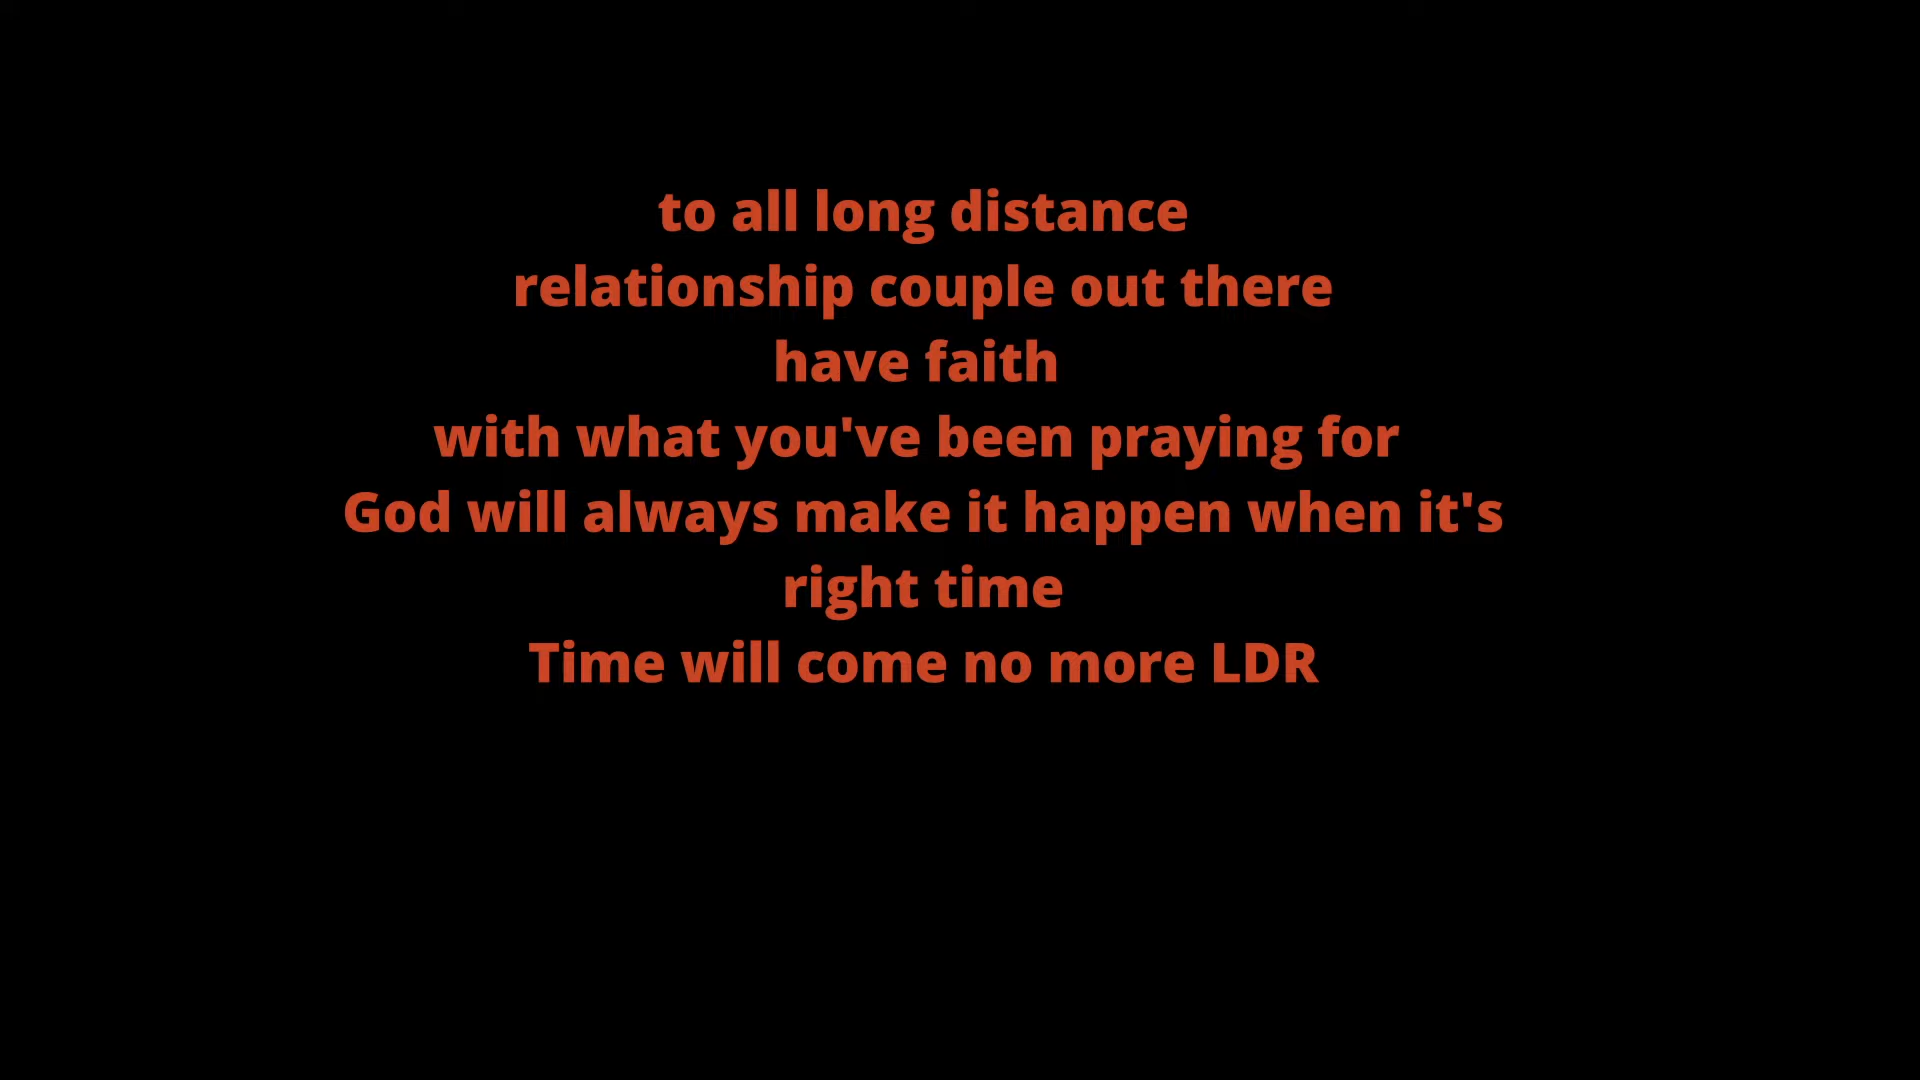 to all long distance
relationship couple out there
have faith
with what you've been praying for
God will always make it happen when it's
right time
Time will come no more LDR